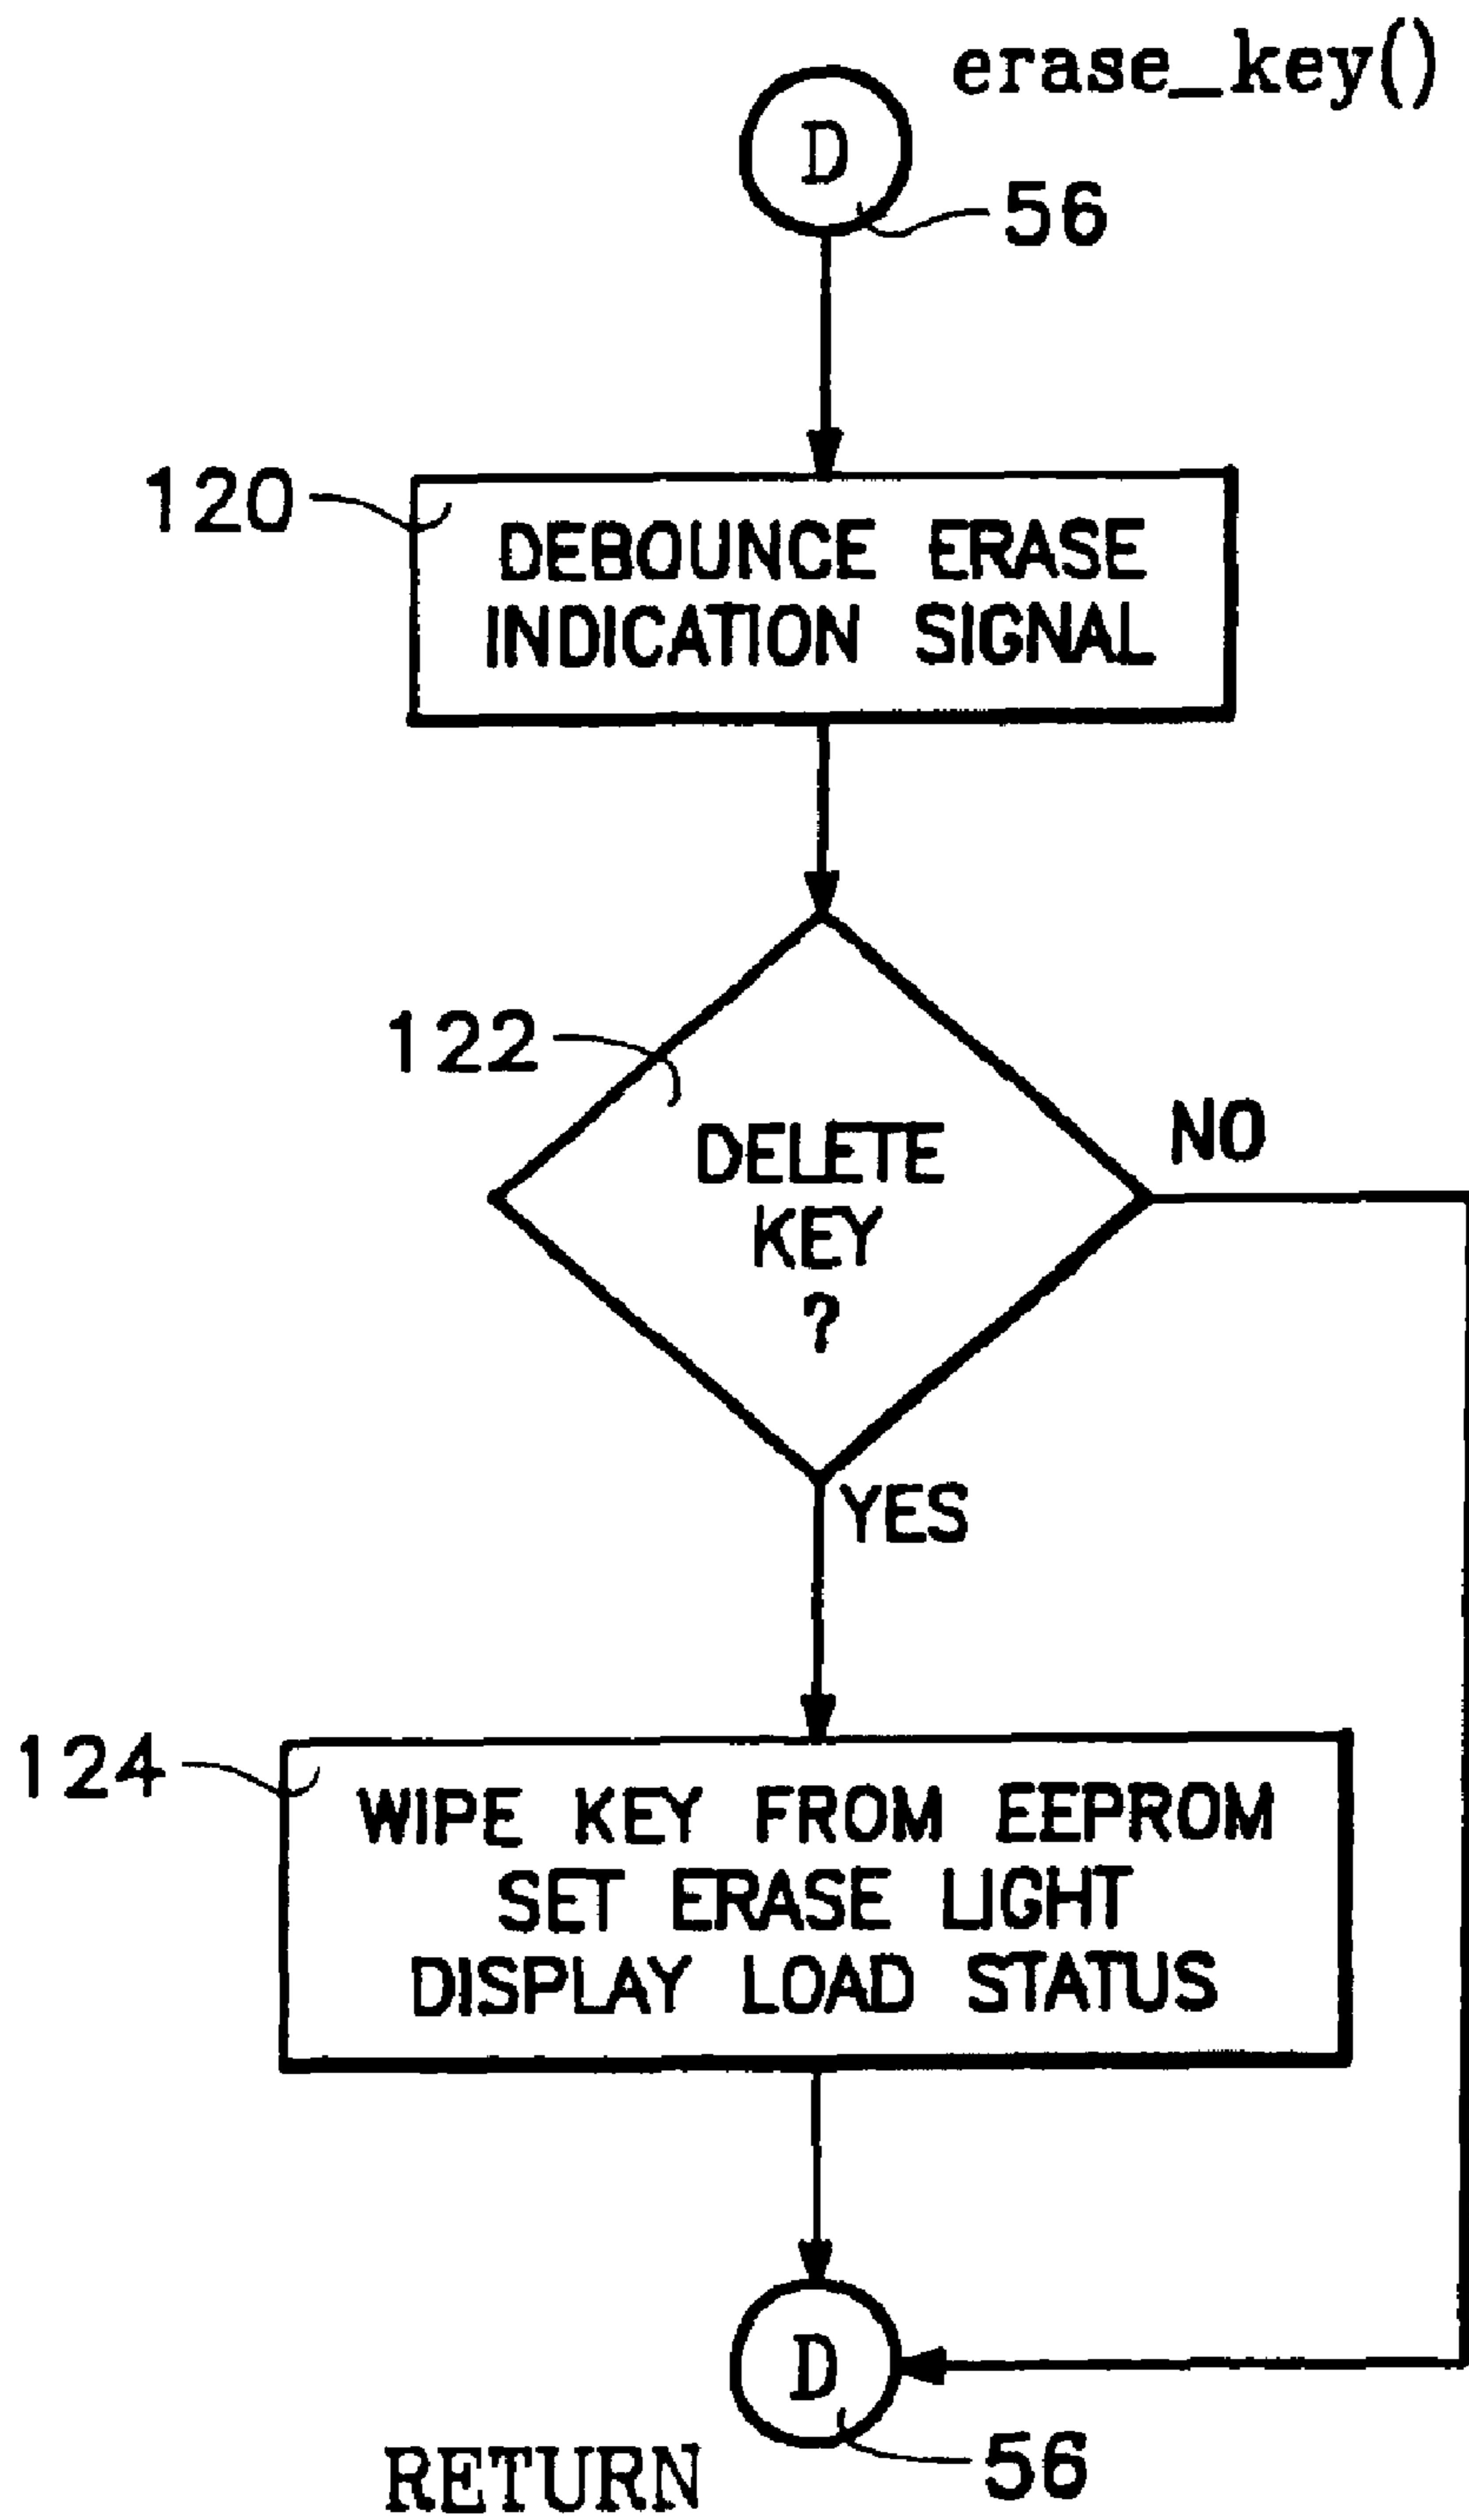 erase_key()
D
56
120
DEBOUNCE ERASE
INDICATION SIGNAL
122
DELETE
KEY
?
NO
YES
124
WIPE KEY FROM EEPROM
SET ERASE LIGHT
DISPLAY LOAD STATUS
D
RETURN
56